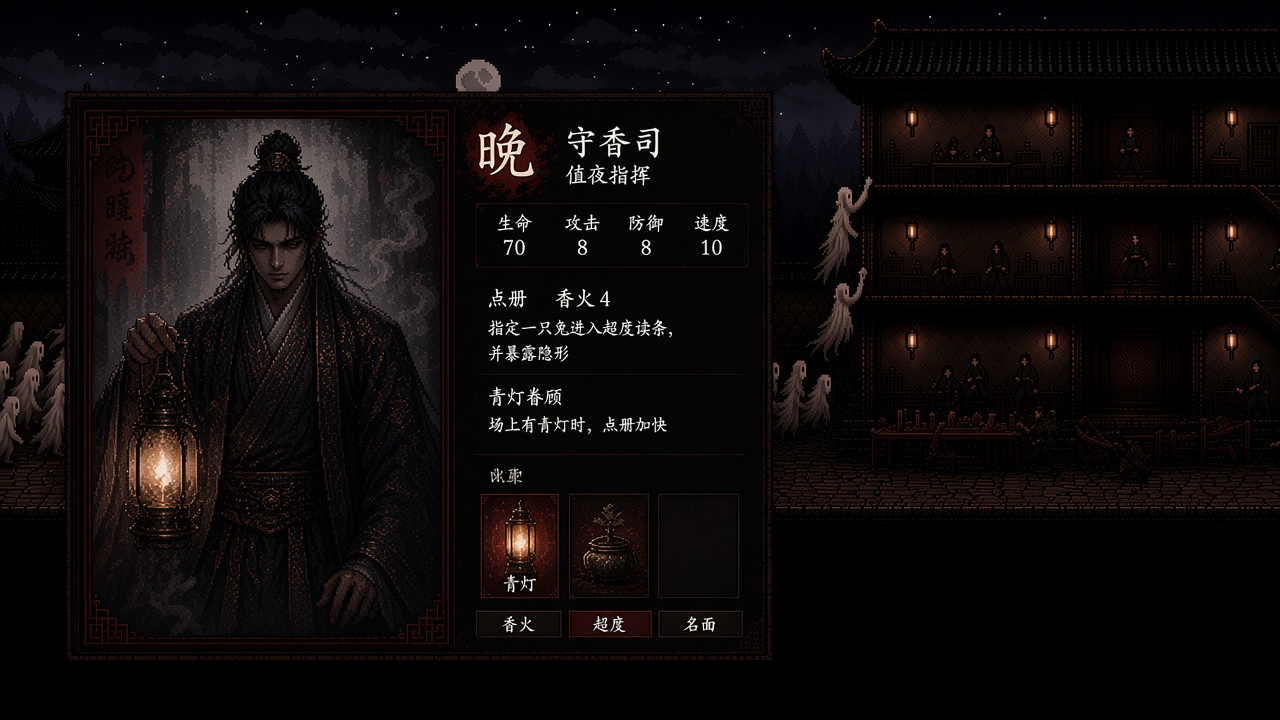 晚
守香司
值夜指挥
生命 攻击 防御 速度
70 8 8 10
点册 香火 4
指定一只鬼进入超度读条，
并暴露隐形
青灯眷顾
场上有青灯时，点册加快
青灯
香火 超度 名面